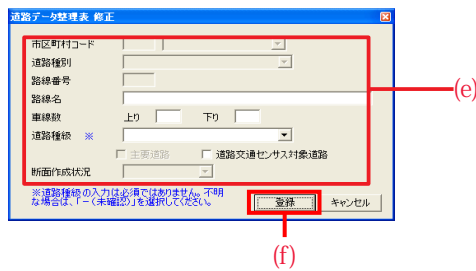 道路データ整理表 修正
市区町村コード
道路種別
路線番号
路線名
車線数 上り 下り
道路種級 ※
主要道路 道路交通センサス対象道路
断面作成状況
※道路種級の入力は必須ではありません。不明
な場合は、「－(未確認)」を選択してください。
登録 キャンセル
(e)
(f)